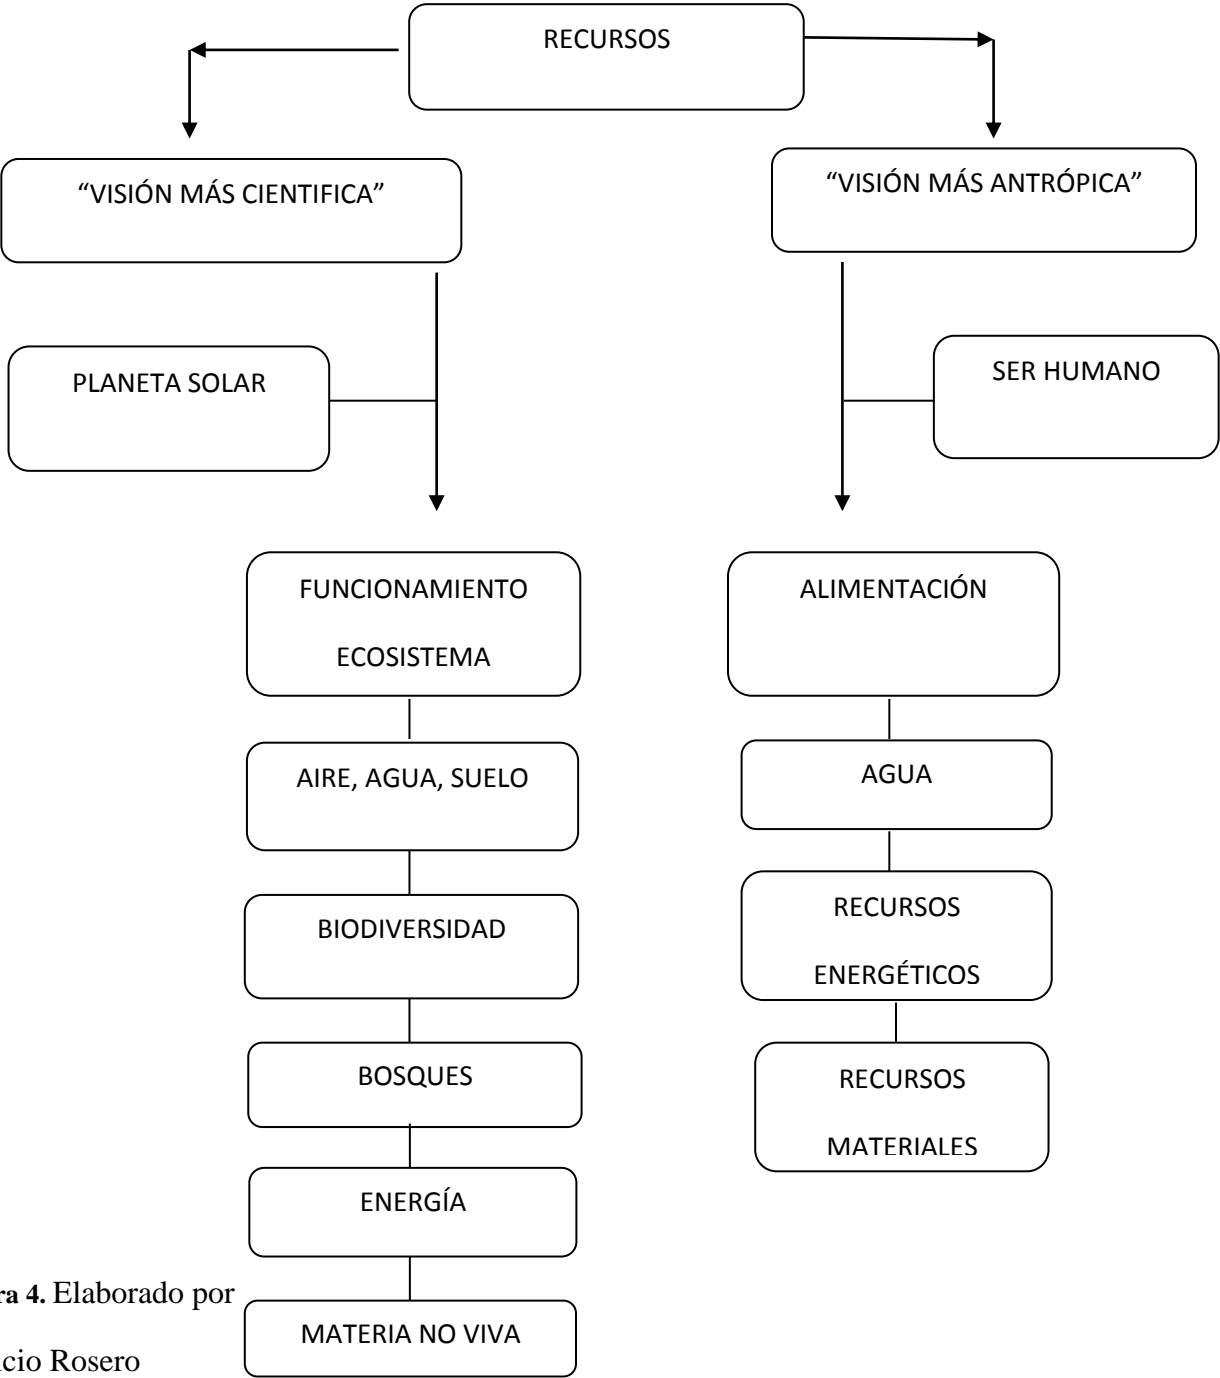 RECURSOS
“VISIÓN MÁS CIENTIFICA”
“VISIÓN MÁS ANTRÓPICA”
PLANETA SOLAR
SER HUMANO
FUNCIONAMIENTO
ECOSISTEMA
AIRE, AGUA, SUELO
BIODIVERSIDAD
BOSQUES
ENERGÍA
MATERIA NO VIVA
ALIMENTACIÓN
AGUA
RECURSOS
ENERGÉTICOS
RECURSOS
MATERIALES
ra 4. Elaborado por
cio Rosero